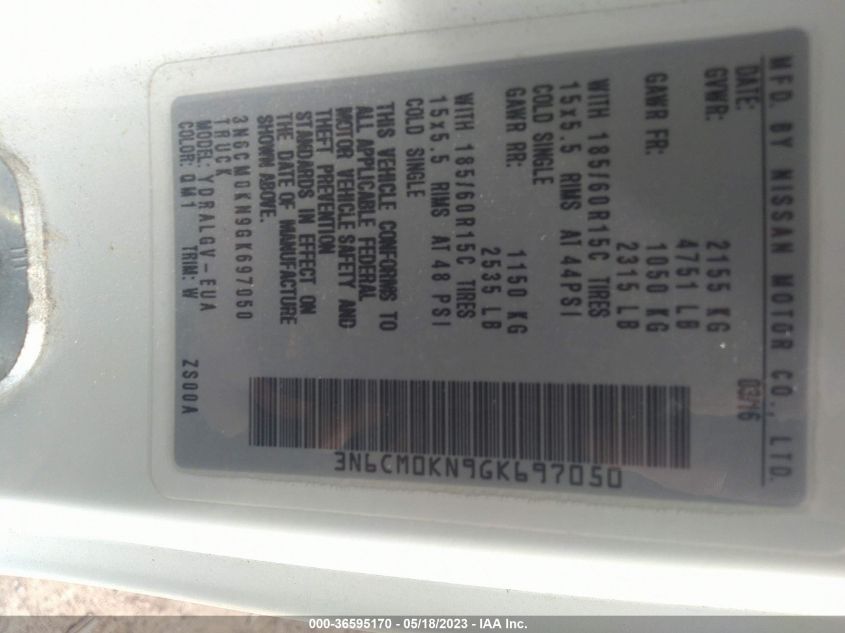 MFD. BY NISSAN MOTOR CO., LTD.
DATE: 03/16
GVWR: 2155 KG
4751 LB
GAWR FR: 1050 KG
2315 LB
WITH 185/60R15C TIRES
15x5.5 RIMS AT 44PSI
COLD SINGLE
GAWR RR: 1150 KG
2535 LB
WITH 185/60R15C TIRES
15x5.5 RIMS AT 48 PSI
COLD SINGLE
THIS VEHICLE CONFORMS TO
ALL APPLICABLE FEDERAL
MOTOR VEHICLE SAFETY AND
THEFT PREVENTION
STANDARDS IN EFFECT ON
THE DATE OF MANUFACTURE
SHOWN ABOVE.
3N6CM0KN9GK697050
TRUCK
MODEL: YDRALGV-EUA
COLOR: QM1 TRIM: W ZS00A
3N6CM0KN9GK697050
000-36595170 - 05/18/2023 - IAA Inc.